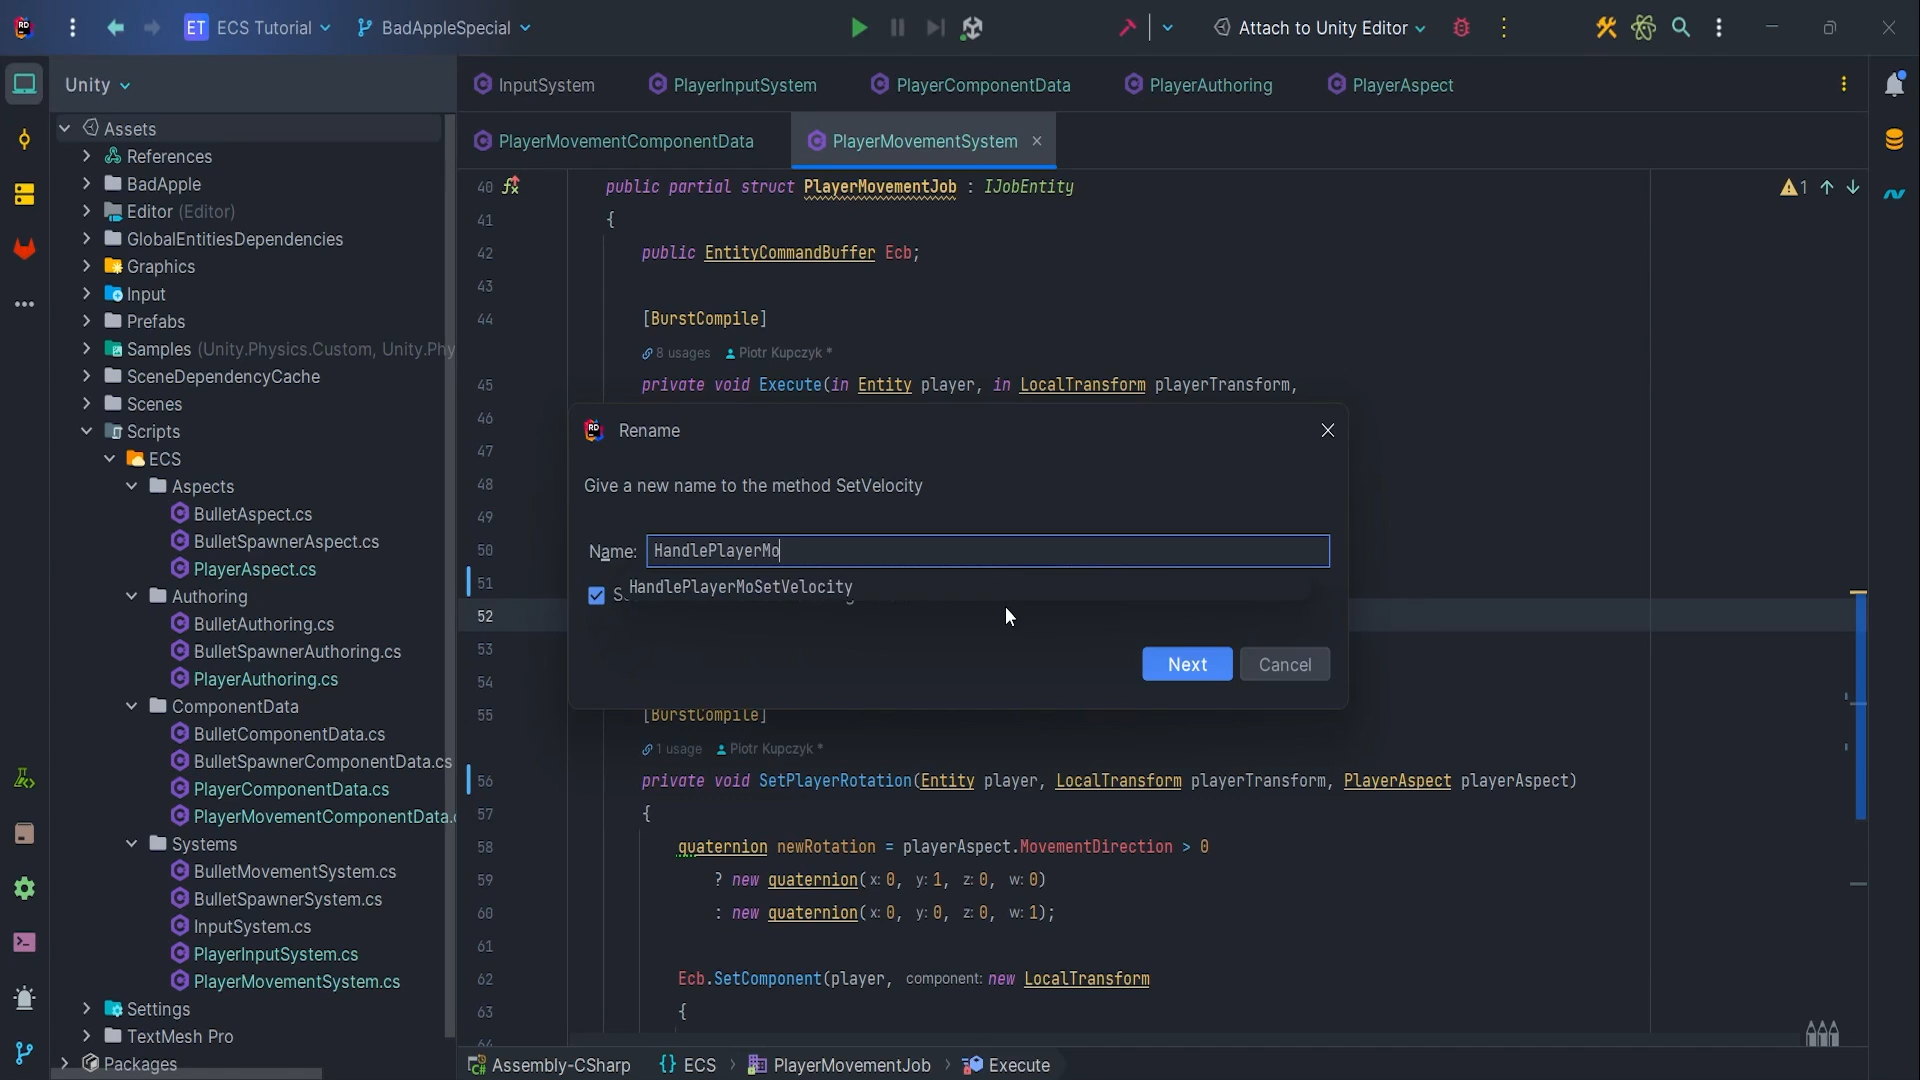 ET ECS Tutorial BadAppleSpecial Attach to Unity Editor
Unity
InputSystem PlayerInputSystem PlayerComponentData PlayerAuthoring PlayerAspect
PlayerMovementComponentData PlayerMovementSystem
Assets
References
BadApple
Editor (Editor)
GlobalEntitiesDependencies
Graphics
Input
Prefabs
Samples (Unity.Physics.Custom, Unity.Phy
SceneDependencyCache
Scenes
Scripts
ECS
Aspects
BulletAspect.cs
BulletSpawnerAspect.cs
PlayerAspect.cs
Authoring
BulletAuthoring.cs
BulletSpawnerAuthoring.cs
PlayerAuthoring.cs
ComponentData
BulletComponentData.cs
BulletSpawnerComponentData.cs
PlayerComponentData.cs
PlayerMovementComponentData.
Systems
BulletMovementSystem.cs
BulletSpawnerSystem.cs
InputSystem.cs
PlayerInputSystem.cs
PlayerMovementSystem.cs
Settings
TextMesh Pro
Packages
40 public partial struct PlayerMovementJob : IJobEntity
1
41 {
42 public EntityCommandBuffer Ecb;
43
44 [BurstCompile]
8 usages Piotr Kupczyk *
45 private void Execute(in Entity player, in LocalTransform playerTransform,
46
47
48
49
50
51
52
53
54
Rename
Give a new name to the method SetVelocity
Name: HandlePlayerMo
HandlePlayerMoSetVelocity
Next Cancel
55 [BurstCompile]
1 usage Piotr Kupczyk *
56 private void SetPlayerRotation(Entity player, LocalTransform playerTransform, PlayerAspect playerAspect)
57 {
58 quaternion newRotation = playerAspect.MovementDirection > 0
59 ? new quaternion(x: 0, y: 1, z: 0, w: 0)
60 : new quaternion(x: 0, y: 0, z: 0, w: 1);
61
62 Ecb.SetComponent(player, component: new LocalTransform
63 {
64
Assembly-CSharp {} ECS PlayerMovementJob Execute